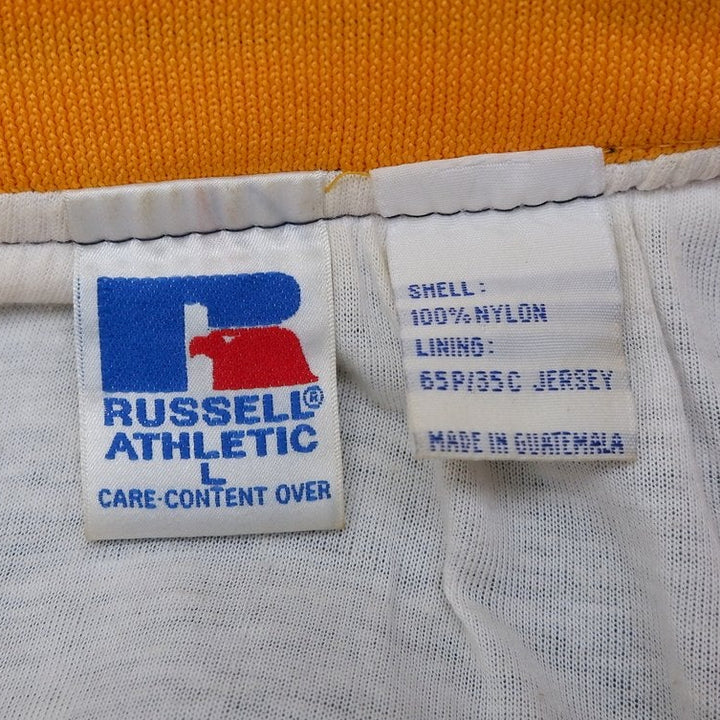 RUSSELL®
ATHLETIC
L
CARE-CONTENT OVER
SHELL:
100% NYLON
LINING:
65P/35C JERSEY
MADE IN GUATEMALA